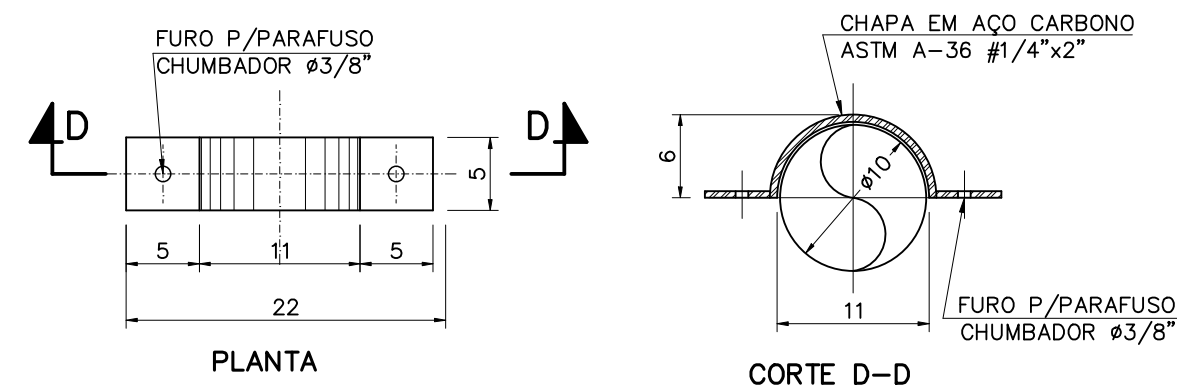 FURO P/PARAFUSO
CHUMBADOR ø3/8"
D
D
5
5
11
5
22
PLANTA
CHAPA EM AÇO CARBONO
ASTM A-36 #1/4"x2"
6
ø10
11
FURO P/PARAFUSO
CHUMBADOR ø3/8"
CORTE D-D